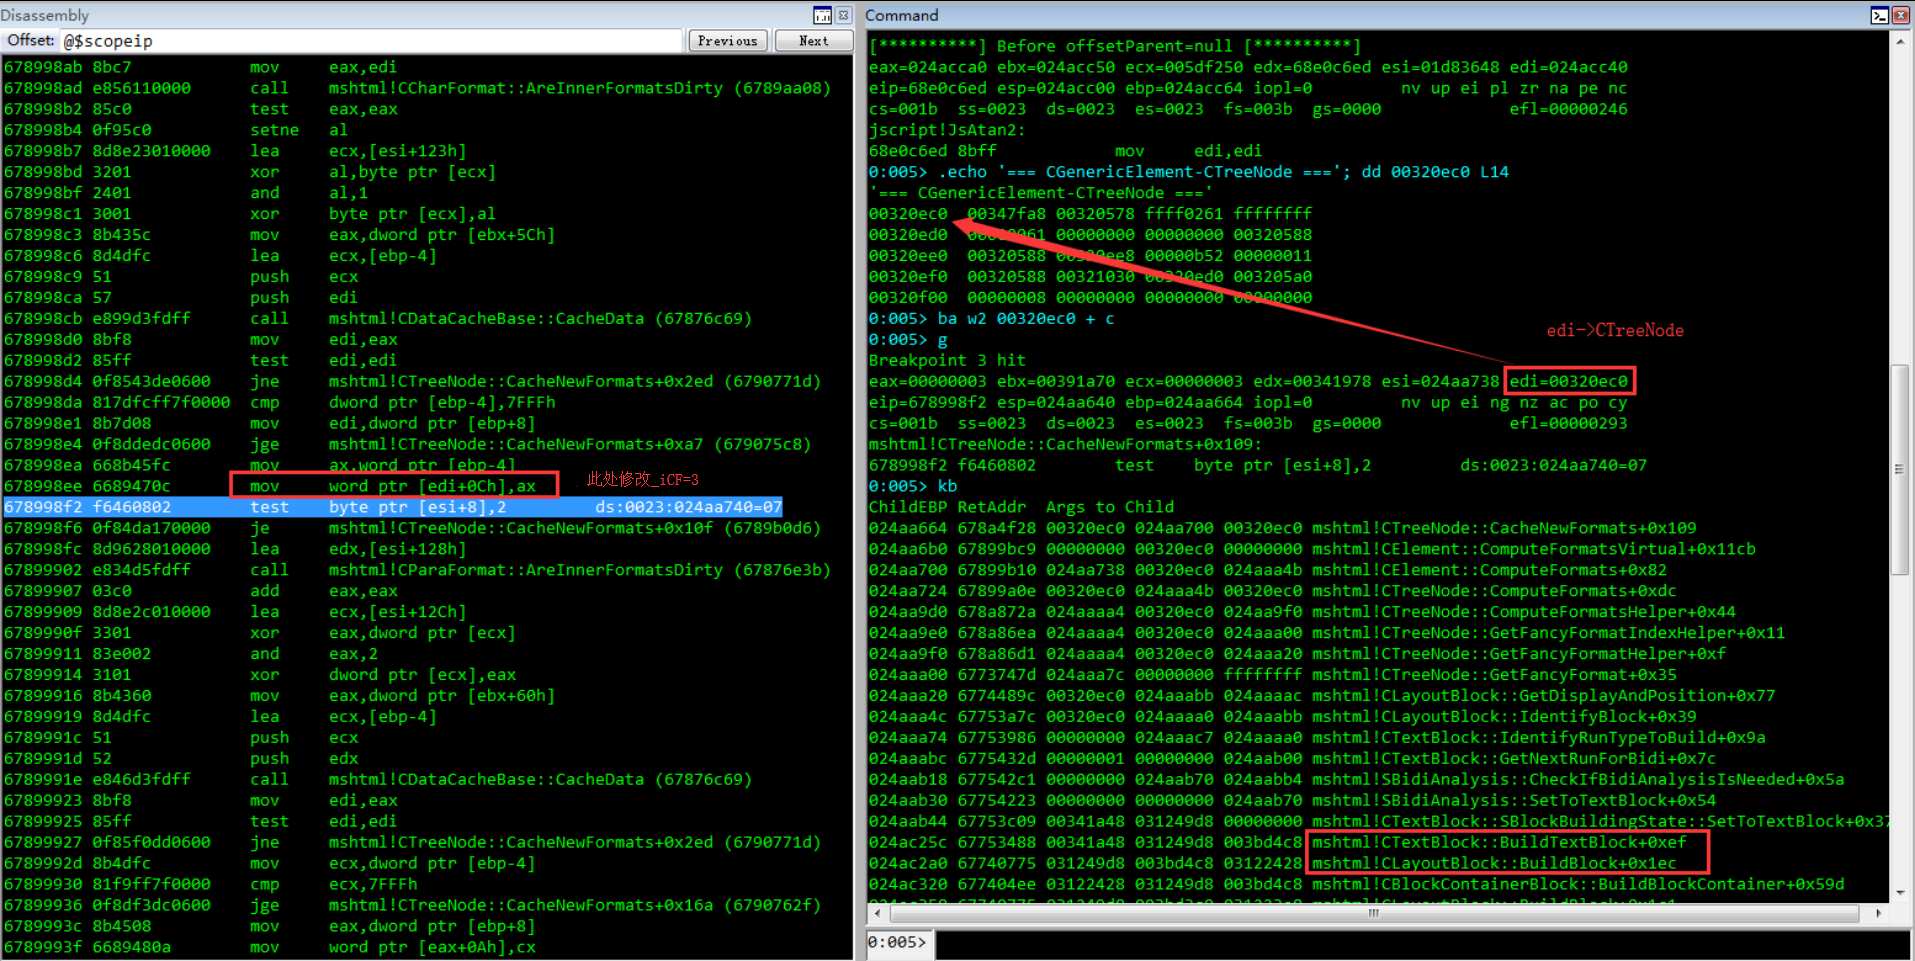 Disassembly
Offset: @$scopeip
Previous
Next
678998ab 8bc7 mov eax,edi
678998ad e856110000 call mshtml!CCharFormat::AreInnerFormatsDirty (6789aa08)
678998b2 85c0 test eax,eax
678998b4 0f95c0 setne al
678998b7 8d8e23010000 lea ecx,[esi+123h]
678998bd 3201 xor al,byte ptr [ecx]
678998bf 2401 and al,1
678998c1 3001 xor byte ptr [ecx],al
678998c3 8b435c mov eax,dword ptr [ebx+5Ch]
678998c6 8d4dfc lea ecx,[ebp-4]
678998c9 51 push ecx
678998ca 57 push edi
678998cb e899d3fdff call mshtml!CDataCacheBase::CacheData (67876c69)
678998d0 8bf8 mov edi,eax
678998d2 85ff test edi,edi
678998d4 0f8543de0600 jne mshtml!CTreeNode::CacheNewFormats+0x2ed (6790771d)
678998da 817dfcff7f0000 cmp dword ptr [ebp-4],7FFFh
678998e1 8b7d08 mov edi,dword ptr [ebp+8]
678998e4 0f8ddedc0600 jge mshtml!CTreeNode::CacheNewFormats+0xa7 (679075c8)
678998ea 668b45fc mov ax,word ptr [ebp-4]
678998ee 6689470c mov word ptr [edi+0Ch],ax 此处修改_iCF=3
678998f2 f6460802 test byte ptr [esi+8],2 ds:0023:024aa740=07
678998f6 0f84da170000 je mshtml!CTreeNode::CacheNewFormats+0x10f (6789b0d6)
678998fc 8d9628010000 lea edx,[esi+128h]
67899902 e834d5fdff call mshtml!CParaFormat::AreInnerFormatsDirty (67876e3b)
67899907 03c0 add eax,eax
67899909 8d8e2c010000 lea ecx,[esi+12Ch]
6789990f 3301 xor eax,dword ptr [ecx]
67899911 83e002 and eax,2
67899914 3101 xor dword ptr [ecx],eax
67899916 8b4360 mov eax,dword ptr [ebx+60h]
67899919 8d4dfc lea ecx,[ebp-4]
6789991c 51 push ecx
6789991d 52 push edx
6789991e e846d3fdff call mshtml!CDataCacheBase::CacheData (67876c69)
67899923 8bf8 mov edi,eax
67899925 85ff test edi,edi
67899927 0f85f0dd0600 jne mshtml!CTreeNode::CacheNewFormats+0x2ed (6790771d)
6789992d 8b4dfc mov ecx,dword ptr [ebp-4]
67899930 81f9ff7f0000 cmp ecx,7FFFh
67899936 0f8df3dc0600 jge mshtml!CTreeNode::CacheNewFormats+0x16a (6790762f)
6789993c 8b4508 mov eax,dword ptr [ebp+8]
6789993f 6689480a mov word ptr [eax+0Ah],cx
Command
[**********] Before offsetParent=null [**********]
eax=024acca0 ebx=024acc50 ecx=005df250 edx=68e0c6ed esi=01d83648 edi=024acc40
eip=68e0c6ed esp=024acc00 ebp=024acc64 iopl=0 nv up ei pl zr na pe nc
cs=001b ss=0023 ds=0023 es=0023 fs=003b gs=0000 efl=00000246
jscript!JsAtan2:
68e0c6ed 8bff mov edi,edi
0:005> .echo '=== CGenericElement-CTreeNode ==='; dd 00320ec0 L14
'=== CGenericElement-CTreeNode ==='
00320ec0 00347fa8 00320578 ffff0261 ffffffff
00320ed0 00000000 00000000 00320588
00320ee0 00320588 00000b52 00000011
00320ef0 00320588 00321030 003205a0
00320f00 00000008 00000000 00000000 00000000
0:005> ba w2 00320ec0 + c
0:005> g
edi->CTreeNode
Breakpoint 3 hit
eax=00000003 ebx=00391a70 ecx=00000003 edx=00341978 esi=024aa738 edi=00320ec0
eip=678998f2 esp=024aa640 ebp=024aa664 iopl=0 nv up ei ng nz ac po cy
cs=001b ss=0023 ds=0023 es=0023 fs=003b gs=0000 efl=00000293
mshtml!CTreeNode::CacheNewFormats+0x109:
678998f2 f6460802 test byte ptr [esi+8],2 ds:0023:024aa740=07
0:005> kb
ChildEBP RetAddr Args to Child
024aa664 678a4f28 00320ec0 024aa700 00320ec0 mshtml!CTreeNode::CacheNewFormats+0x109
024aa6b0 67899bc9 00000000 00320ec0 00000000 mshtml!CElement::ComputeFormatsVirtual+0x11cb
024aa700 67899b10 024aa738 00320ec0 024aaa4b mshtml!CElement::ComputeFormats+0x82
024aa724 67899a0e 00320ec0 024aaa4b 00320ec0 mshtml!CTreeNode::ComputeFormats+0xdc
024aa9d0 678a872a 024aaaa4 00320ec0 024aa9f0 mshtml!CTreeNode::ComputeFormatsHelper+0x44
024aa9e0 678a86ea 024aaaa4 00320ec0 024aaa00 mshtml!CTreeNode::GetFancyFormatIndexHelper+0x11
024aa9f0 678a86d1 024aaaa4 00320ec0 024aaa20 mshtml!CTreeNode::GetFancyFormatHelper+0xf
024aaa00 6773747d 024aaa7c 00000000 ffffffff mshtml!CTreeNode::GetFancyFormat+0x35
024aaa20 6774489c 00320ec0 024aaabb 024aaaac mshtml!CLayoutBlock::GetDisplayAndPosition+0x77
024aaa4c 67753a7c 00320ec0 024aaaa0 024aaabb mshtml!CLayoutBlock::IdentifyBlock+0x39
024aaa74 67753986 00000000 024aaac7 024aaaa0 mshtml!CTextBlock::IdentifyRunTypeToBuild+0x9a
024aaabc 6775432d 00000001 00320ec0 024aab00 mshtml!CTextBlock::GetNextRunForBidi+0x7c
024aab18 677542c1 00000000 024aab70 024aabb4 mshtml!SBidiAnalysis::CheckIfBidiAnalysisIsNeeded+0x5a
024aab30 67754223 00000000 00000000 024aab70 mshtml!SBidiAnalysis::SetToTextBlock+0x54
024aab44 67753c09 00341a48 031249d8 00000000 mshtml!CTextBlock::SBlockBuildingState::SetToTextBlock+0x37
024ac25c 67753488 00341a48 031249d8 003bd4c8 mshtml!CTextBlock::BuildTextBlock+0xef
024ac2a0 67740775 031249d8 003bd4c8 03122428 mshtml!CLayoutBlock::BuildBlock+0x1ec
024ac320 677404ee 03122428 031249d8 003bd4c8 mshtml!CBlockContainerBlock::BuildBlockContainer+0x59d
0:005>